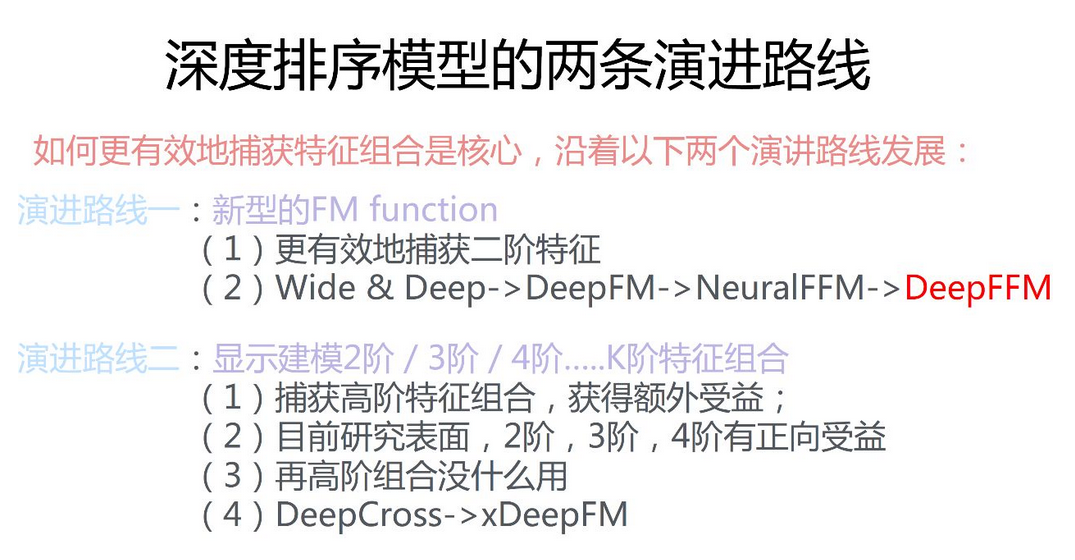 深度排序模型的两条演进路线
如何更有效地捕获特征组合是核心，沿着以下两个演讲路线发展：
演进路线一：新型的FM function
（1）更有效地捕获二阶特征
（2）Wide & Deep->DeepFM->NeuralFFM->DeepFFM
演进路线二：显示建模2阶 / 3阶 / 4阶.....K阶特征组合
（1）捕获高阶特征组合，获得额外受益；
（2）目前研究表面，2阶，3阶，4阶有正向受益
（3）再高阶组合没什么用
（4）DeepCross->xDeepFM